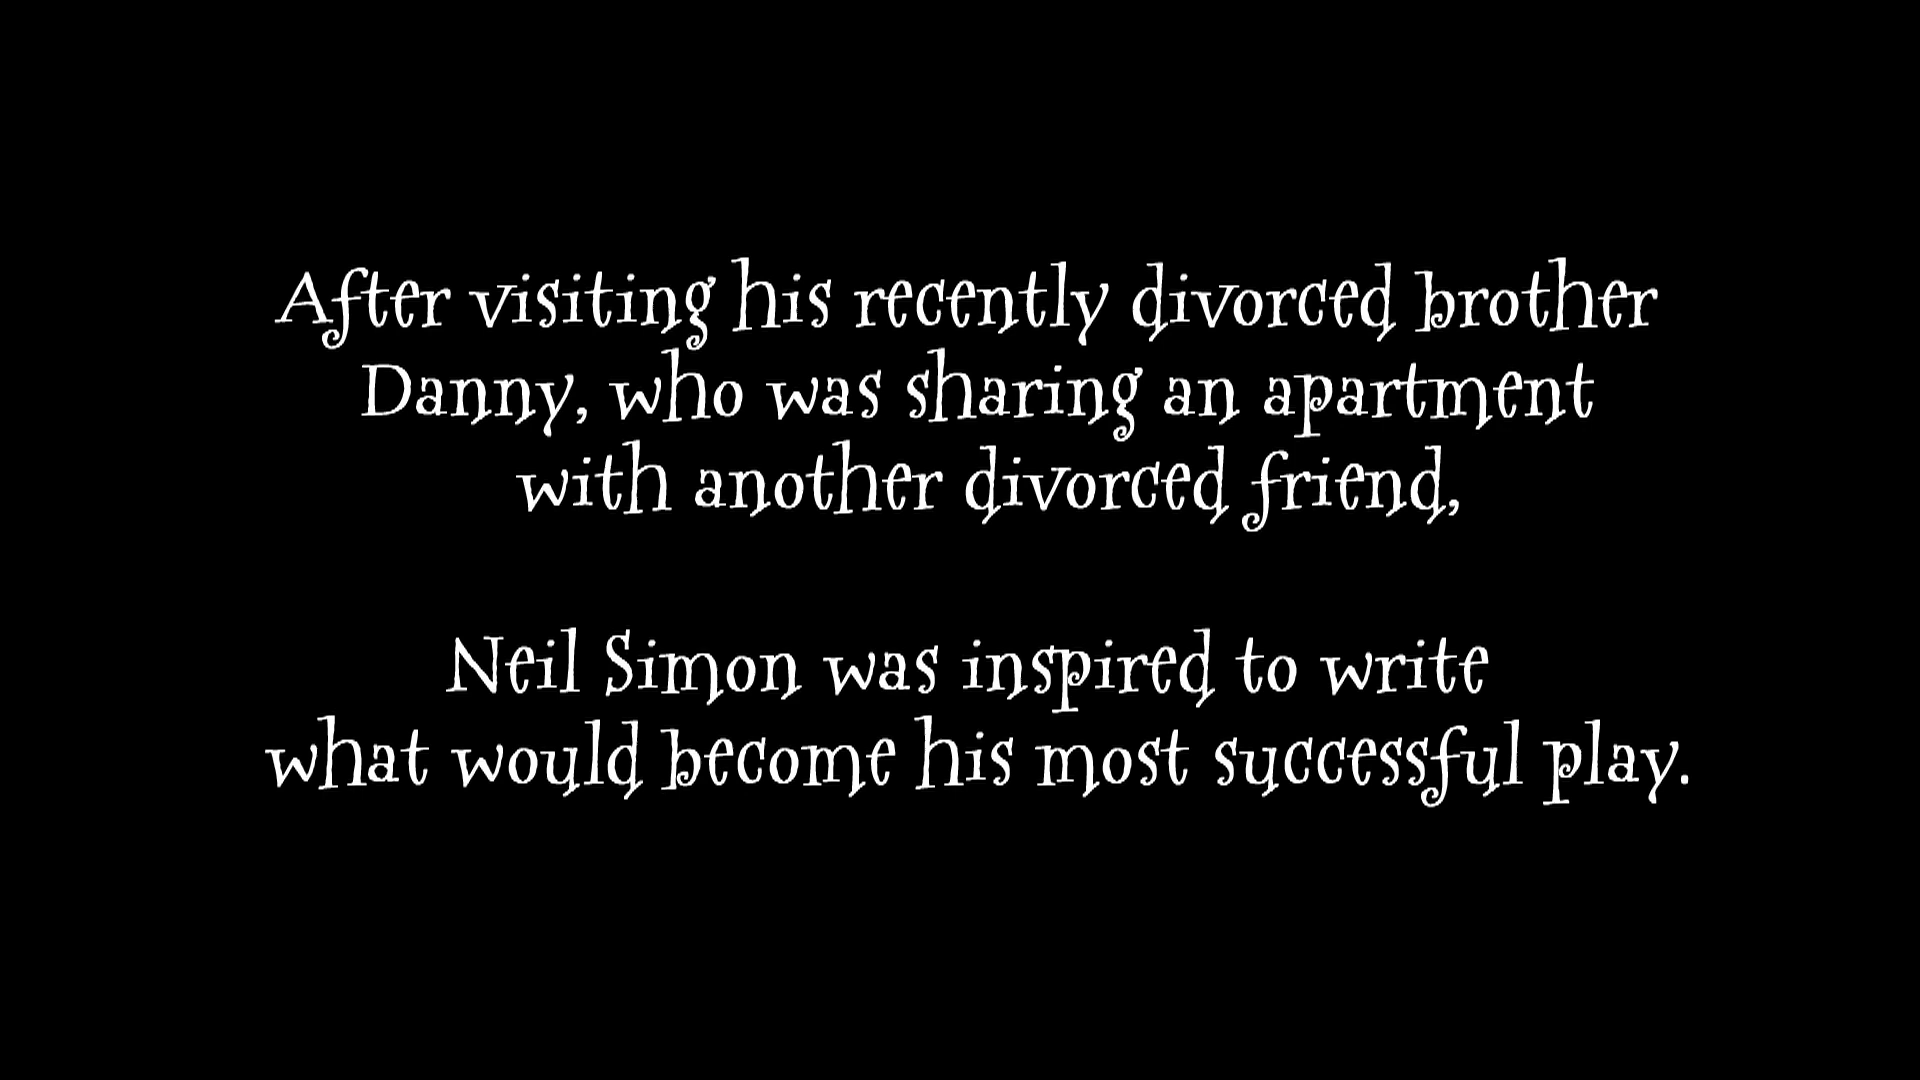 After visiting his recently divorced brother
Danny, who was sharing an apartment
with another divorced friend,
Neil Simon was inspired to write
what would become his most successful play.